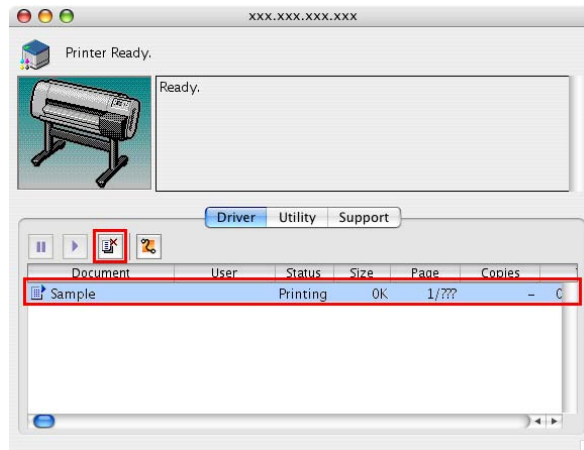 xxx.xxx.xxx.xxx
Printer Ready.
Ready.
Driver Utility Support
Document User Status Size Page Copies
Sample Printing 0K 1/??? –